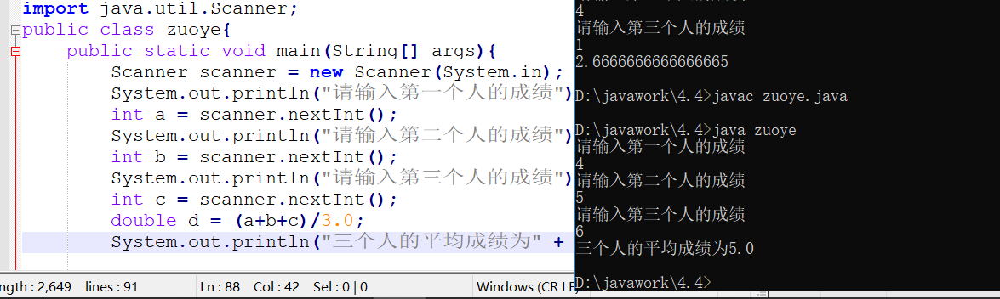 import java.util.Scanner;
public class zuoye{
public static void main(String[] args){
Scanner scanner = new Scanner(System.in);
System.out.println("请输入第一个人的成绩")
int a = scanner.nextInt();
System.out.println("请输入第二个人的成绩")
int b = scanner.nextInt();
System.out.println("请输入第三个人的成绩")
int c = scanner.nextInt();
double d = (a+b+c)/3.0;
System.out.println("三个人的平均成绩为" +
ngth : 2,649 lines : 91 Ln : 88 Col : 42 Sel : 0 | 0 Windows (CR LF)
4
请输入第三个人的成绩
1
2.6666666666666665
D:\javawork\4.4>javac zuoye.java
D:\javawork\4.4>java zuoye
请输入第一个人的成绩
4
请输入第二个人的成绩
5
请输入第三个人的成绩
6
三个人的平均成绩为5.0
D:\javawork\4.4>